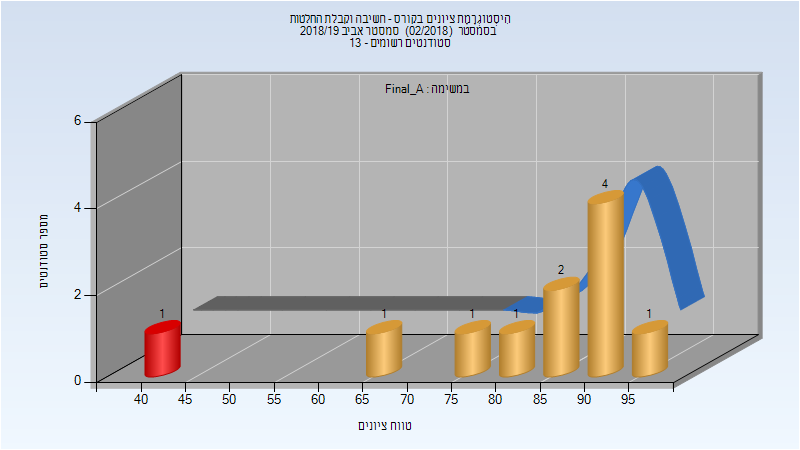 היסטוגרמת ציונים בקורס - חשיבה וקבלת החלטות
בסמסטר (02/2018) סמסטר אביב 2018/19
סטודנטים רשומים - 13
במשימה : Final_A
מספר סטודנטים
6
4
2
0
1
1
1
1
2
4
1
40 45 50 55 60 65 70 75 80 85 90 95
טווח ציונים